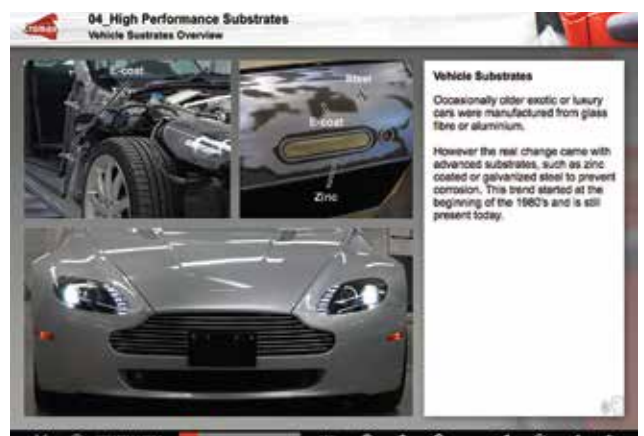 cromax
04_High Performance Substrates
Vehicle Sustrates Overview
E-coat
Steel
E-coat
Zinc
Vehicle Substrates
Occasionally older exotic or luxury
cars were manufactured from glass
fibre or aluminium.
However the real change came with
advanced substrates, such as zinc
coated or galvanized steel to prevent
corrosion. This trend started at the
beginning of the 1980's and is still
present today.